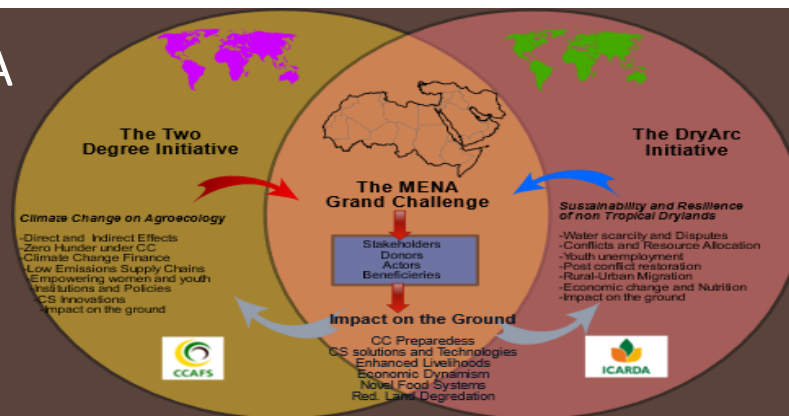 A
The Two
Degree Initiative
Climate Change on Agroecology
-Direct and Indirect Effects
-Zero Hunder under CC
-Climate Change Finance
-Low Emissions Supply Chains
-Empowering women and youth
-Institutions and Policies
-CS Innovations
-Impact on the ground
CCAFS
The MENA
Grand Challenge
Stakeholders
Donors
Actors
Beneficieries
Impact on the Ground
CC Preparedess
CS solutions and Technologies
Enhanced Livelihoods
Economic Dynamism
Novel Food Systems
Red. Land Degredation
The DryArc
Initiative
Sustainability and Resilience
of non Tropical Drylands
-Water scarcity and Disputes
-Conflicts and Resource Allocation
-Youth unemployment
-Post conflict restoration
-Rural-Urban Migration
-Economic change and Nutrition
-Impact on the ground
ICARDA